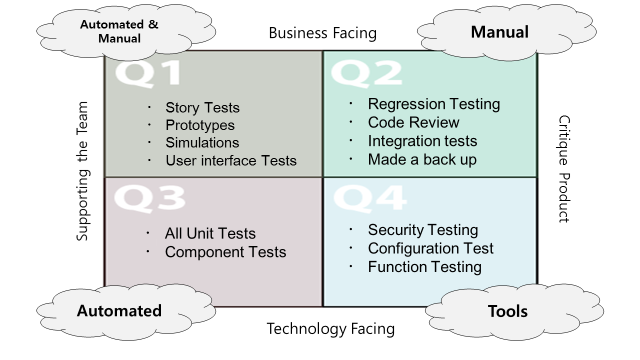 Automated &
Manual
Business Facing
Manual
Q1
· Story Tests
· Prototypes
· Simulations
· User interface Tests
Q2
· Regression Testing
· Code Review
· Integration tests
· Made a back up
Supporting the Team
Critique Product
Q3
· All Unit Tests
· Component Tests
Q4
· Security Testing
· Configuration Test
· Function Testing
Automated
Tools
Technology Facing